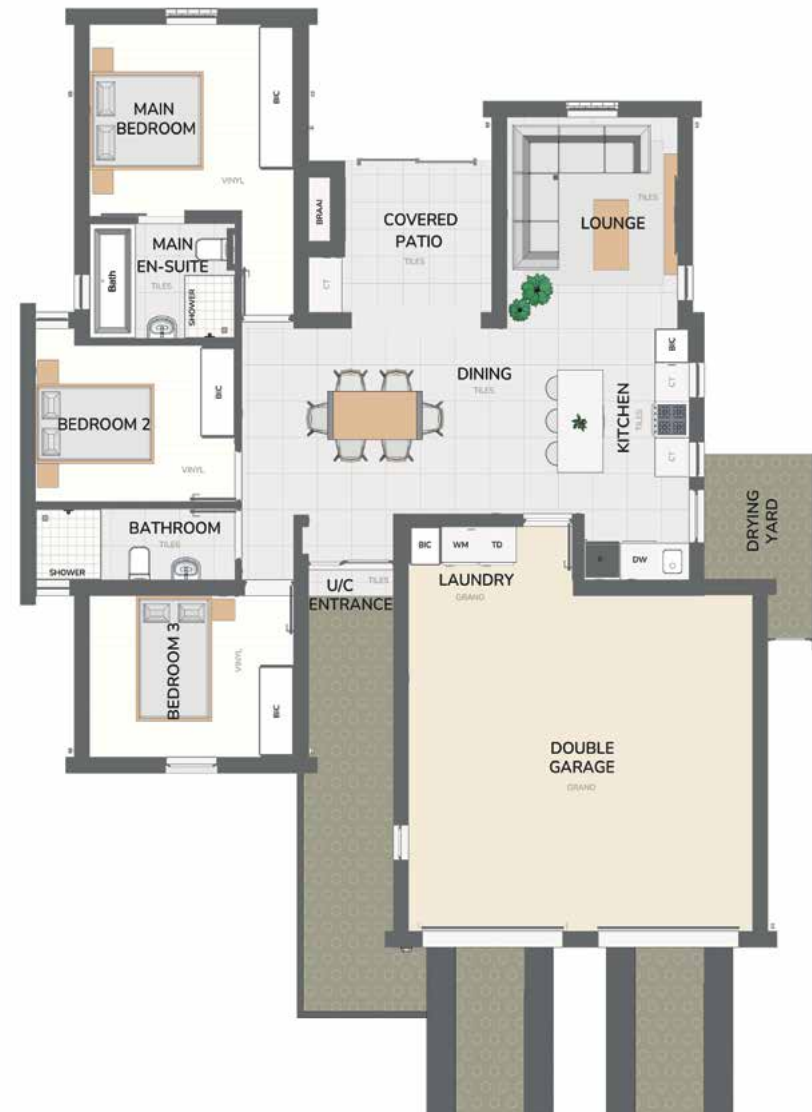 MAIN
BEDROOM
BIC
VINYL
MAIN
EN-SUITE
TILES
Bath
SHOWER
BRAAI
CT
COVERED
PATIO
TILES
LOUNGE
TILES
BEDROOM 2
BIC
VINYL
DINING
TILES
KITCHEN
TILES
BIC
CT
CT
BATHROOM
TILES
SHOWER
U/C
ENTRANCE
TILES
BIC
WM
TD
LAUNDRY
GRANO
DW
DRYING
YARD
BEDROOM 3
VINYL
BIC
DOUBLE
GARAGE
GRANO